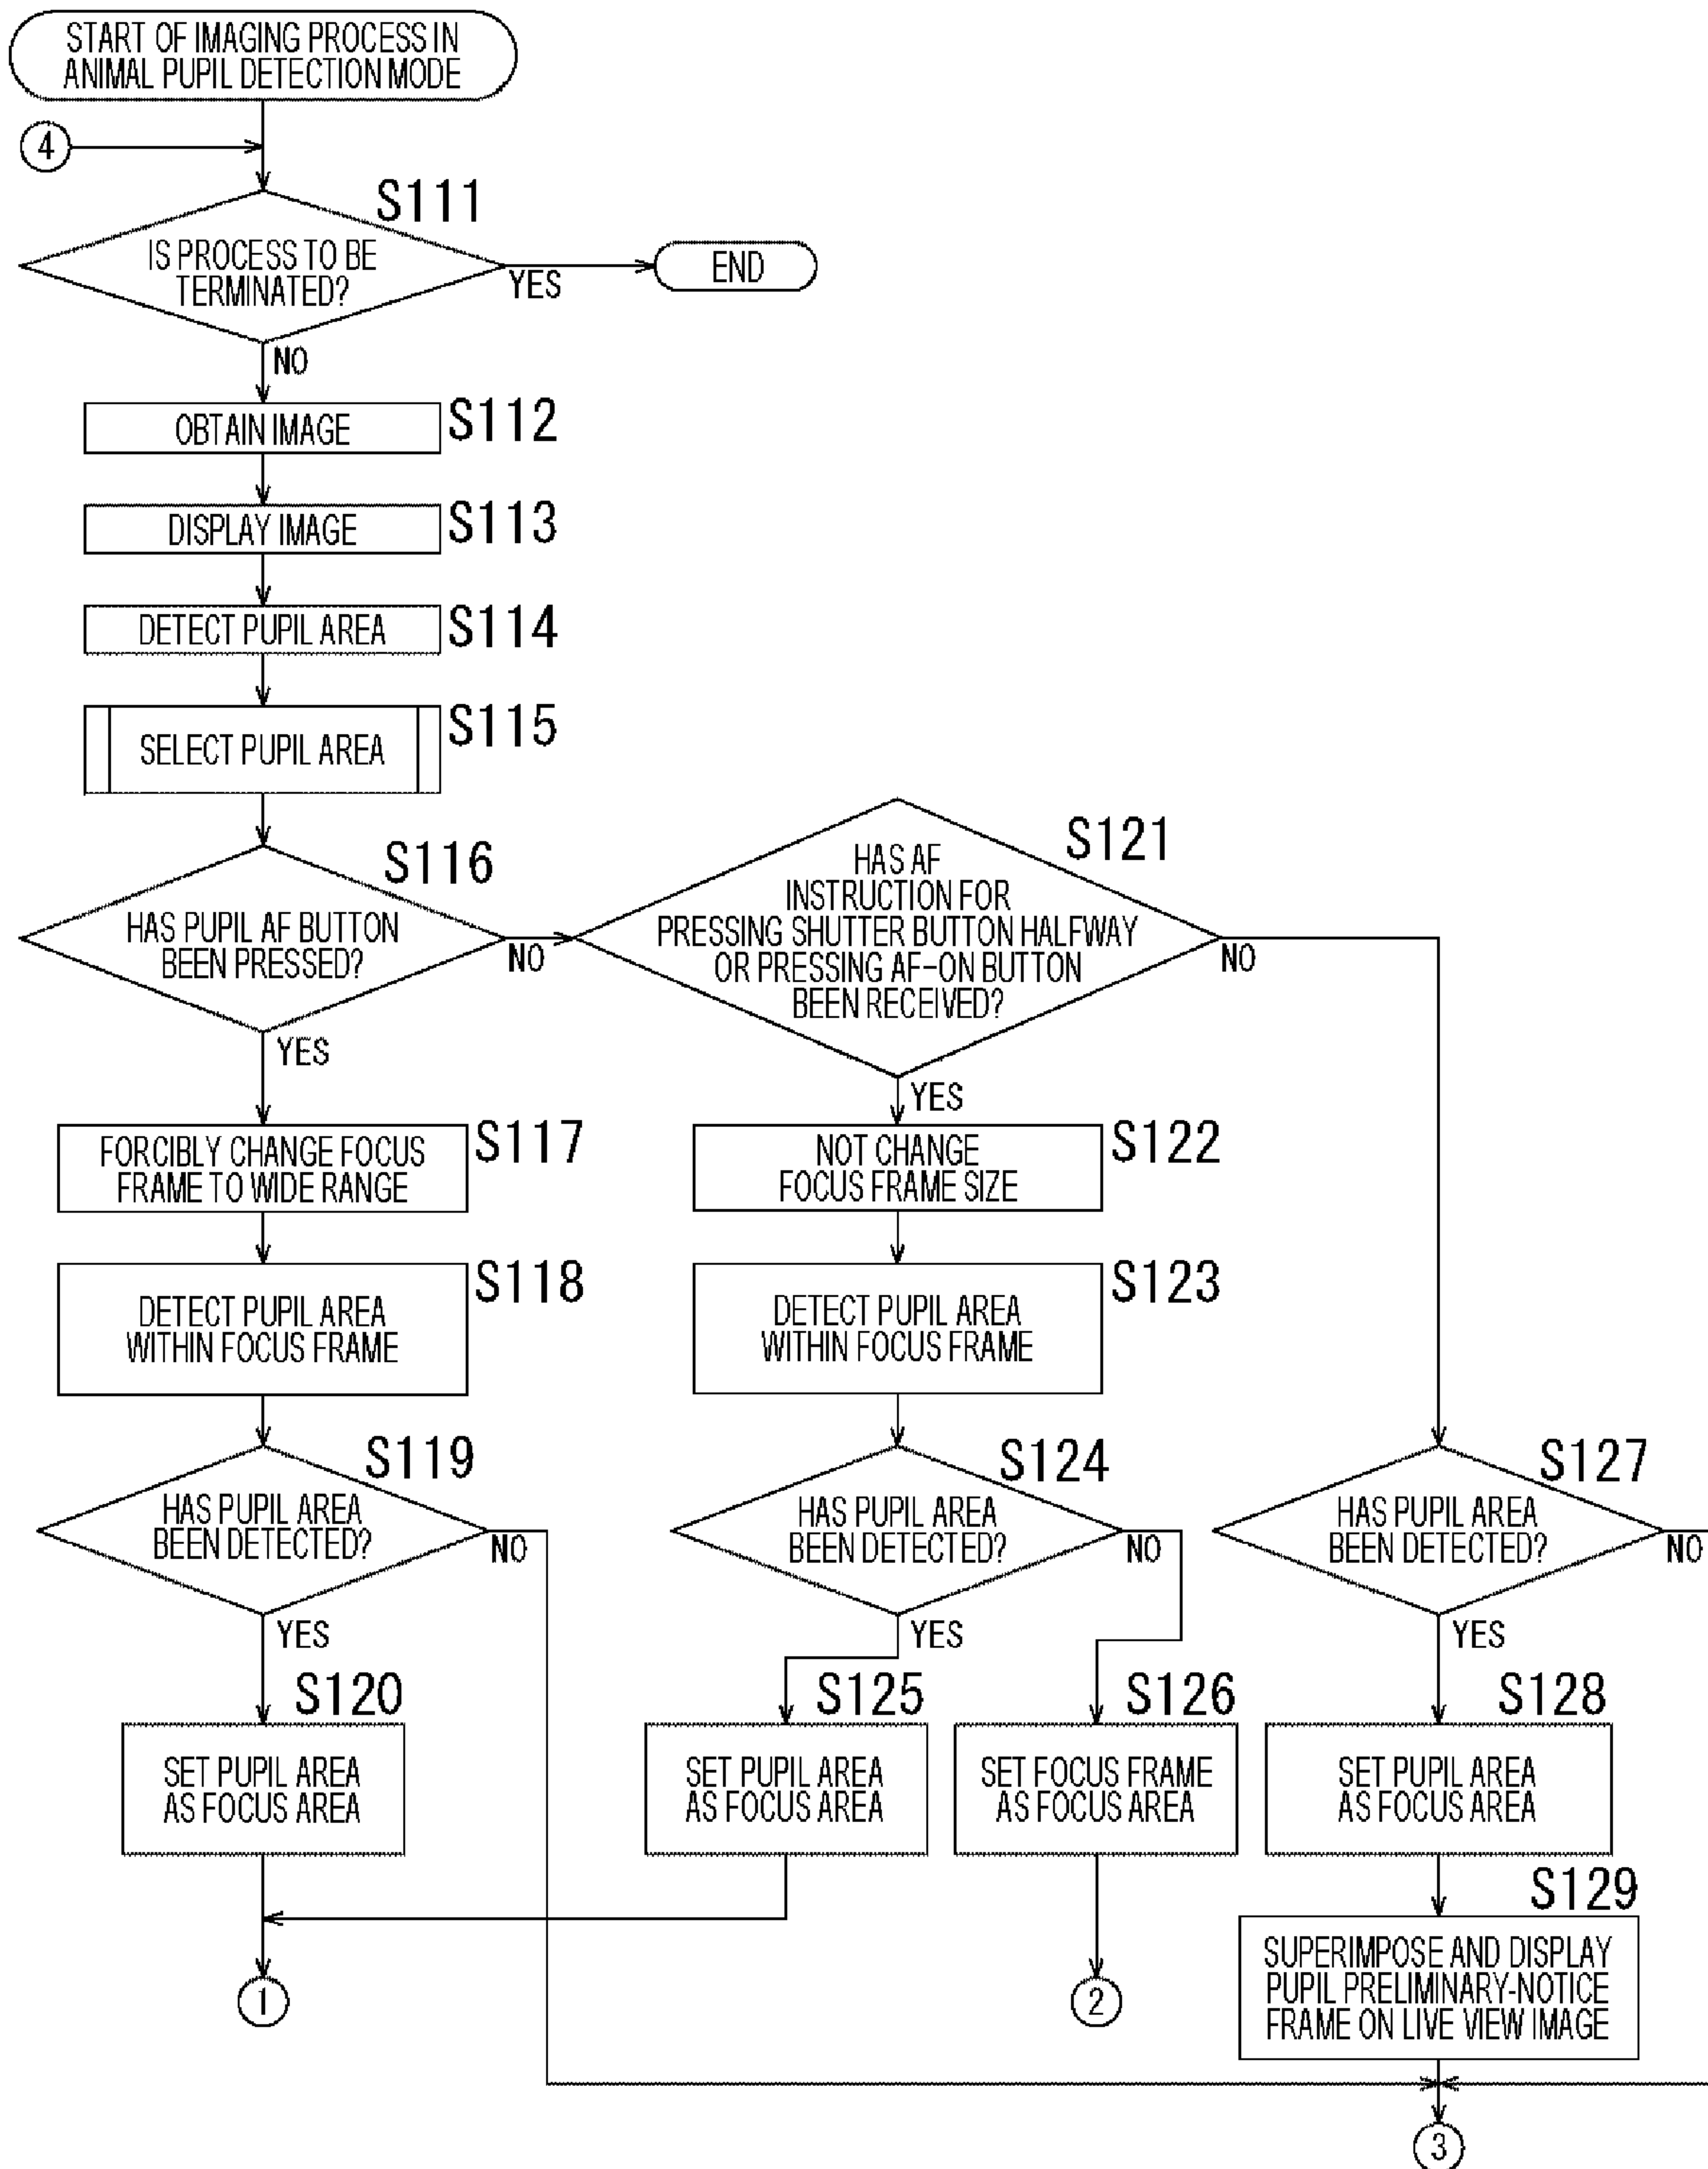 START OF IMAGING PROCESS IN
ANIMAL PUPIL DETECTION MODE
4
S111
IS PROCESS TO BE
TERMINATED?
YES
END
NO
OBTAIN IMAGE
S112
DISPLAY IMAGE
S113
DETECT PUPIL AREA
S114
SELECT PUPIL AREA
S115
S116
HAS PUPIL AF BUTTON
BEEN PRESSED?
NO
YES
S121
HAS AF
INSTRUCTION FOR
PRESSING SHUTTER BUTTON HALFWAY
OR PRESSING AF-ON BUTTON
BEEN RECEIVED?
NO
YES
FORCIBLY CHANGE FOCUS
FRAME TO WIDE RANGE
S117
NOT CHANGE
FOCUS FRAME SIZE
S122
DETECT PUPIL AREA
WITHIN FOCUS FRAME
S118
DETECT PUPIL AREA
WITHIN FOCUS FRAME
S123
S119
HAS PUPIL AREA
BEEN DETECTED?
NO
YES
S124
HAS PUPIL AREA
BEEN DETECTED?
NO
YES
S127
HAS PUPIL AREA
BEEN DETECTED?
NO
YES
S120
SET PUPIL AREA
AS FOCUS AREA
S125
SET PUPIL AREA
AS FOCUS AREA
S126
SET FOCUS FRAME
AS FOCUS AREA
S128
SET PUPIL AREA
AS FOCUS AREA
S129
SUPERIMPOSE AND DISPLAY
PUPIL PRELIMINARY-NOTICE
FRAME ON LIVE VIEW IMAGE
1
2
3